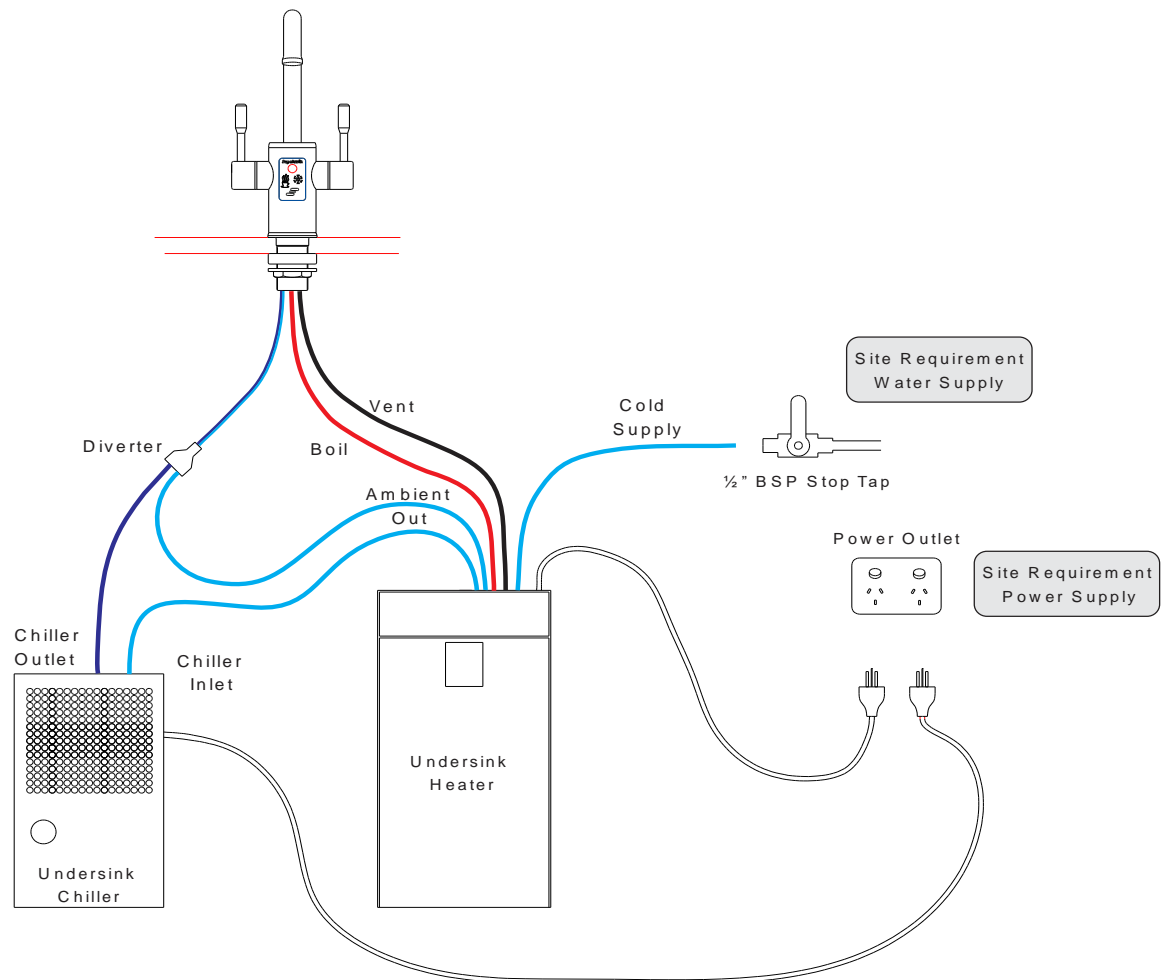 Site Requirement
Water Supply
Cold
Supply
Vent
Diverter
Boil
½" BSP Stop Tap
Ambient
Out
Power Outlet
Site Requirement
Power Supply
Chiller
Outlet
Chiller
Inlet
Undersink
Heater
Undersink
Chiller